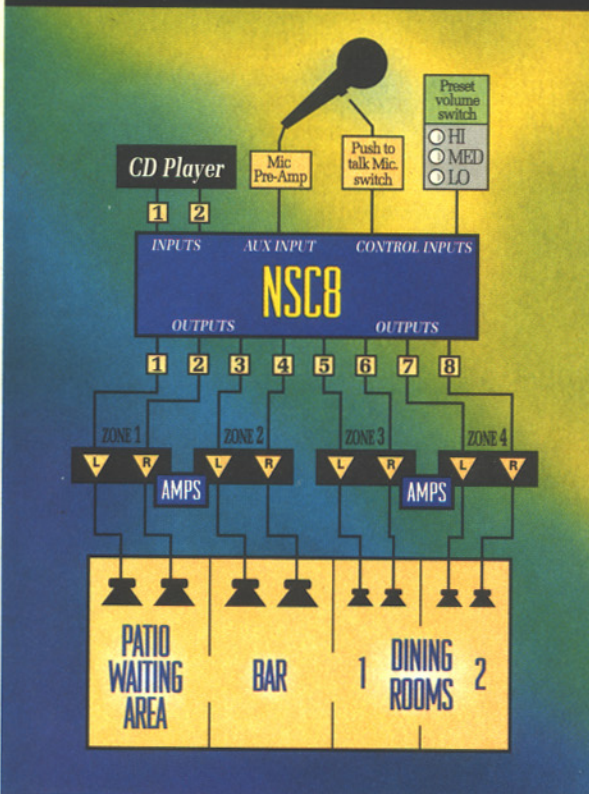 Preset
volume
switch
HI
MED
LO
CD Player
Mic
Pre-Amp
Push to
talk Mic.
switch
1 2
INPUTS AUX INPUT CONTROL INPUTS
NSC8
OUTPUTS OUTPUTS
1 2 3 4 5 6 7 8
ZONE 1 ZONE 2 ZONE 3 ZONE 4
L R L R L R L R
AMPS AMPS
PATIO
WAITING
AREA
BAR
1 DINING
ROOMS 2